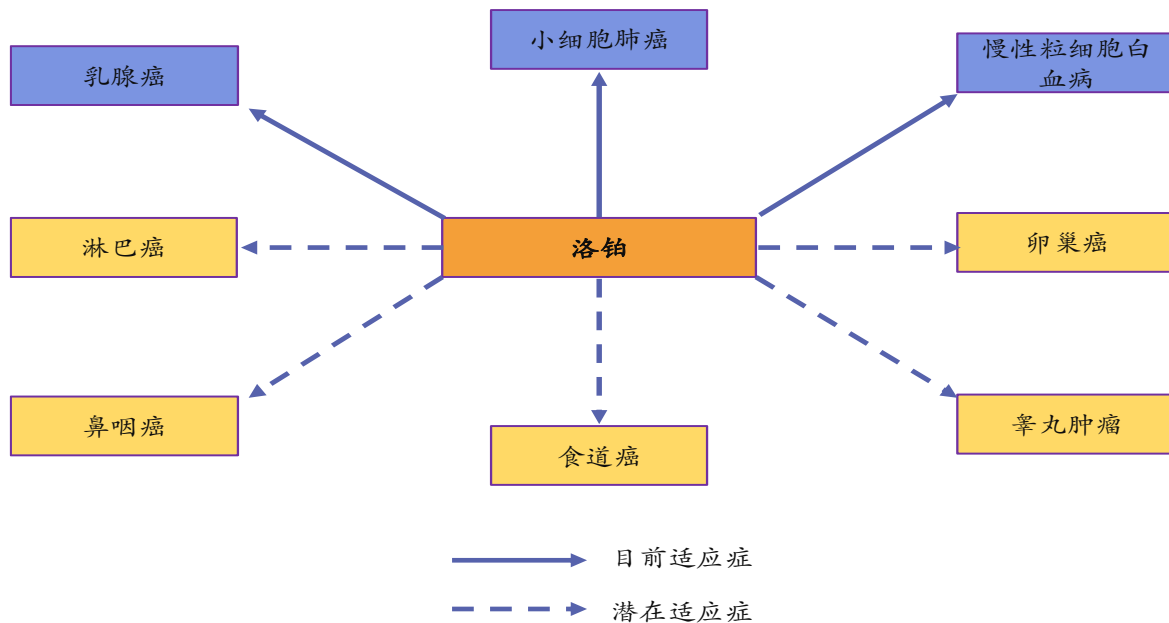 小细胞肺癌
乳腺癌
慢性粒细胞白
血病
淋巴癌
洛铂
卵巢癌
鼻咽癌
食道癌
睾丸肿瘤
目前适应症
潜在适应症